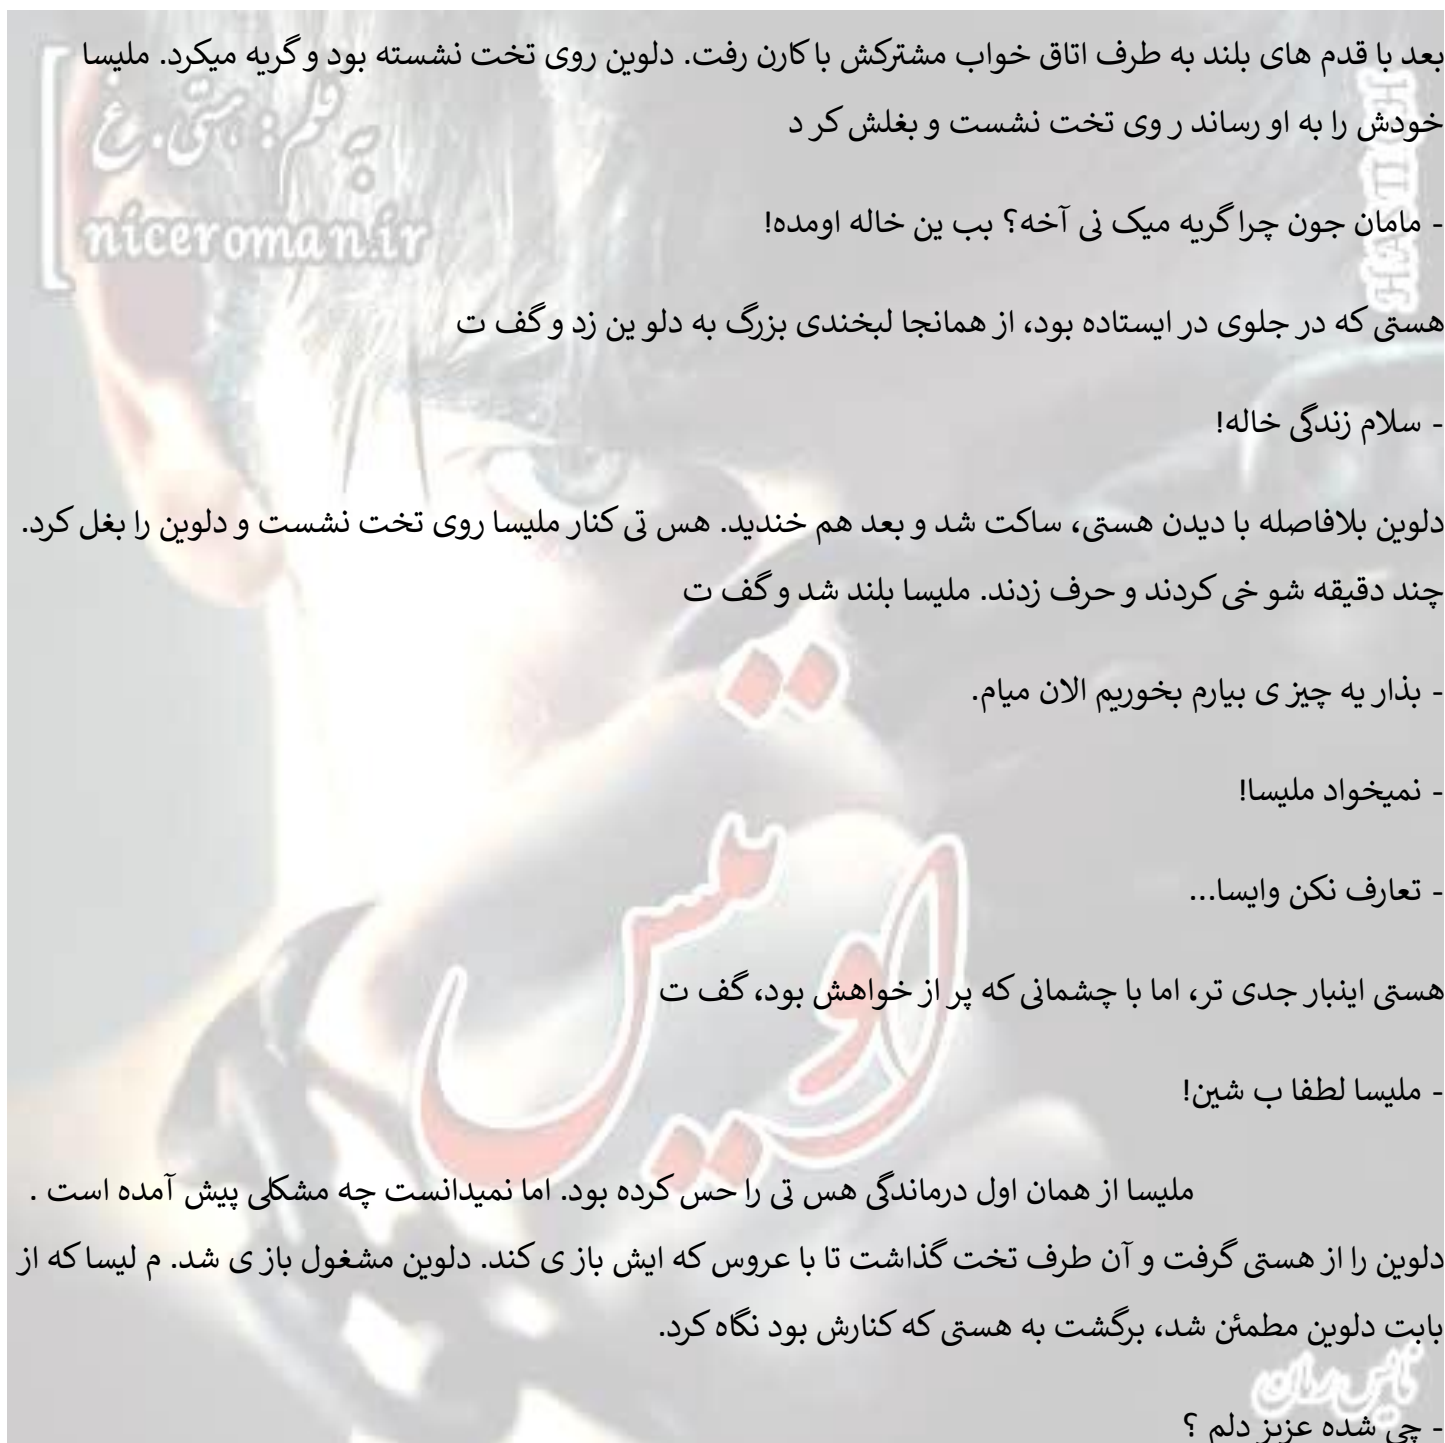 بعد با قدم های بلند به طرف اتاق خواب مشترکش با کارن رفت. دلوین روی تخت نشسته بود و گریه میکرد. ملیسا
خودش را به او رساند ر وی تخت نشست و بغلش کر د
به قلم: هستی.غ
niceroman.ir
HASTI GH
- مامان جون چرا گریه میک نی آخه؟ بب ین خاله اومده!
هستی که در جلوی در ایستاده بود، از همانجا لبخندی بزرگ به دلو ین زد و گف ت
- سلام زندگی خاله!
دلوین بلافاصله با دیدن هستی، ساکت شد و بعد هم خندید. هس تی کنار ملیسا روی تخت نشست و دلوین را بغل کرد.
چند دقیقه شو خی کردند و حرف زدند. ملیسا بلند شد و گف ت
- بذار یه چیز ی بیارم بخوریم الان میام.
- نمیخواد ملیسا!
- تعارف نکن وایسا...
هستی اینبار جدی تر، اما با چشمانی که پر از خواهش بود، گف ت
- ملیسا لطفا ب شین!
ملیسا از همان اول درماندگی هس تی را حس کرده بود. اما نمیدانست چه مشکلی پیش آمده است .
دلوین را از هستی گرفت و آن طرف تخت گذاشت تا با عروس که ایش باز ی کند. دلوین مشغول باز ی شد. م لیسا که از
بابت دلوین مطمئن شد، برگشت به هستی که کنارش بود نگاه کرد.
نایس رمان
- چی شده عزیز دلم ؟